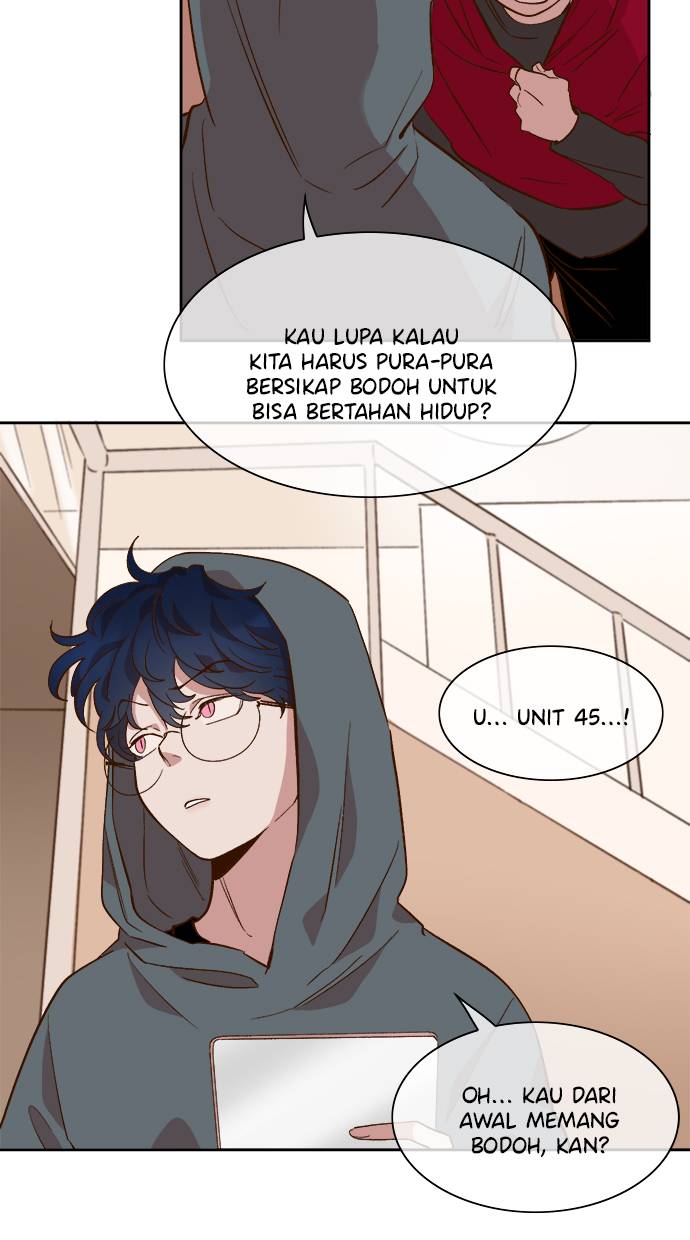 KAU LUPA KALAU
KITA HARUS PURA-PURA
BERSIKAP BODOH UNTUK
BISA BERTAHAN HIDUP?
U... UNIT 45...!
OH... KAU DARI
AWAL MEMANG
BODOH, KAN?